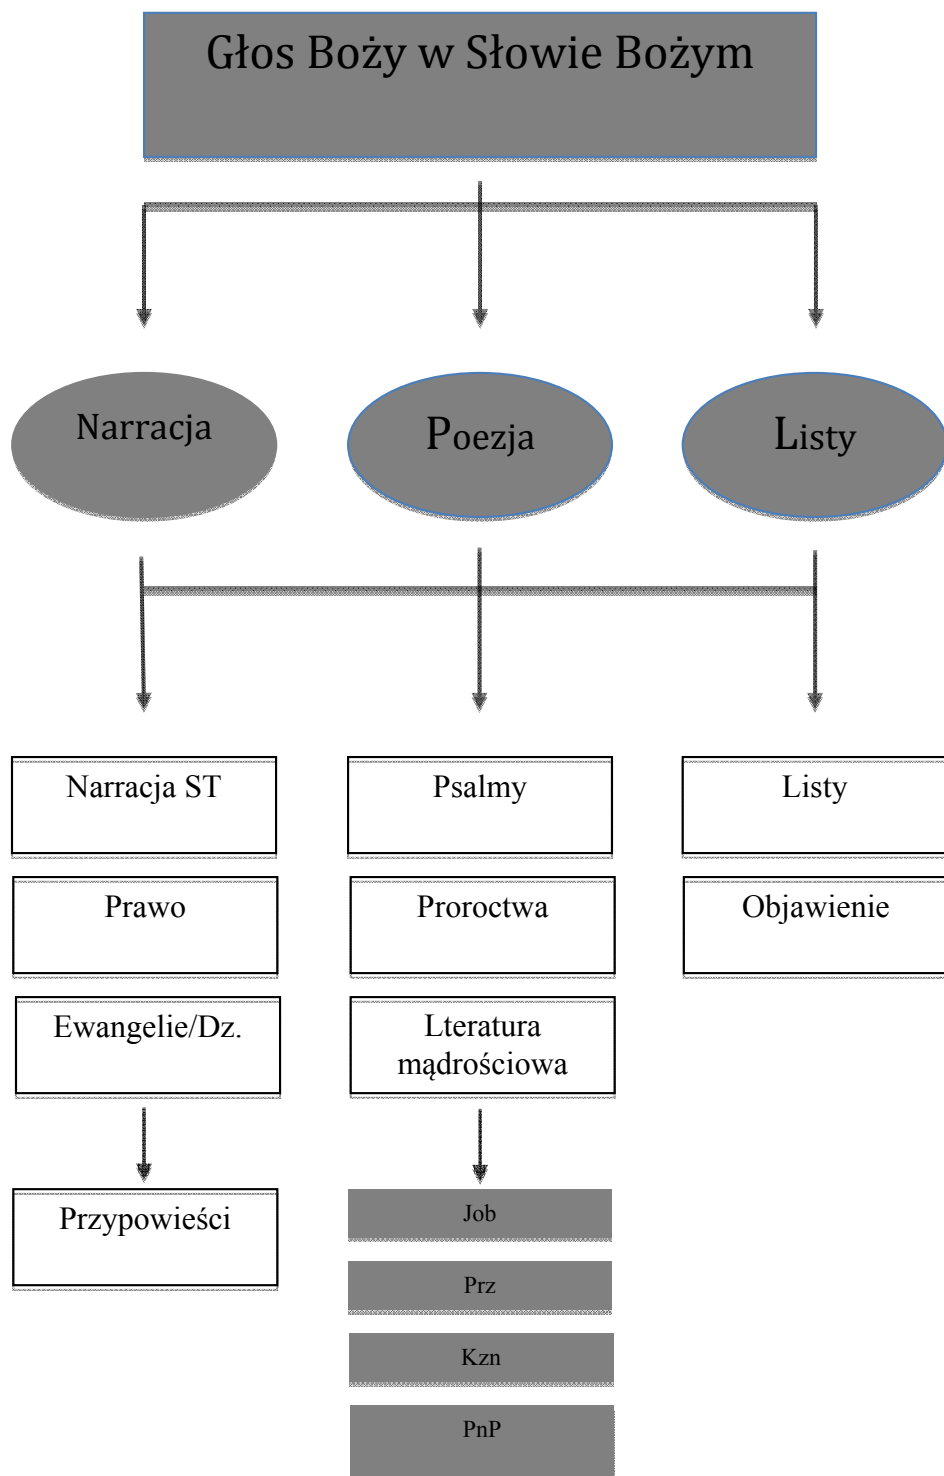 Głos Boży w Słowie Bożym
Narracja
Poezja
Listy
Narracja ST
Psalmy
Listy
Prawo
Proroctwa
Objawienie
Ewangelie/Dz.
Lteratura
mądrościowa
Przypowieści
Job
Prz
Kzn
PnP